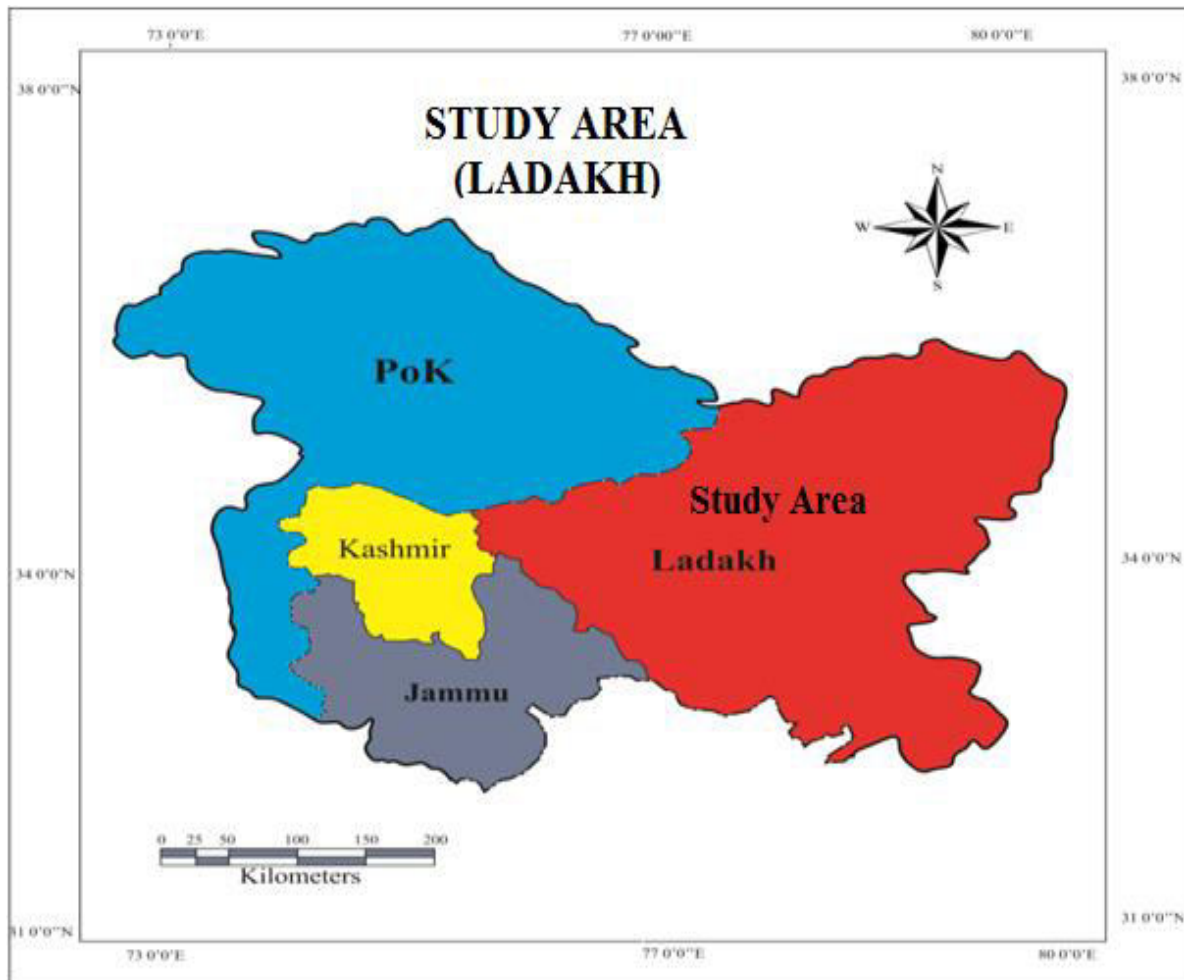 73 0'0"E 77 0'00"E 80 0'0"E
38 0'0"N 38 0'0"N
STUDY AREA
(LADAKH)
N
W E
S
PoK
Study Area
Kashmir
Ladakh
34 0'0"N 34 0'0"N
Jammu
0 25 50 100 150 200
Kilometers
31 0'0"N 31 0'0"N
73 0'0"E 77 0'0"E 80 0'0"E